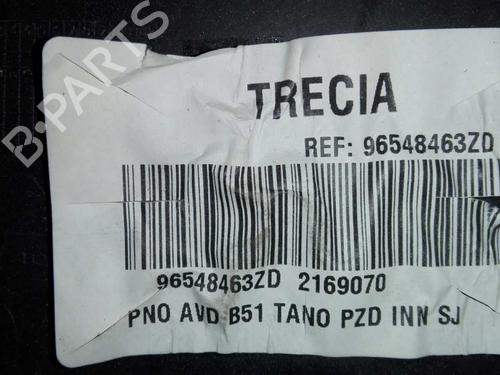 TRECIA
REF: 96548463ZD
96548463ZD 2169070
PNO AVD B51 TANO PZD INN SJ
B-PARTS